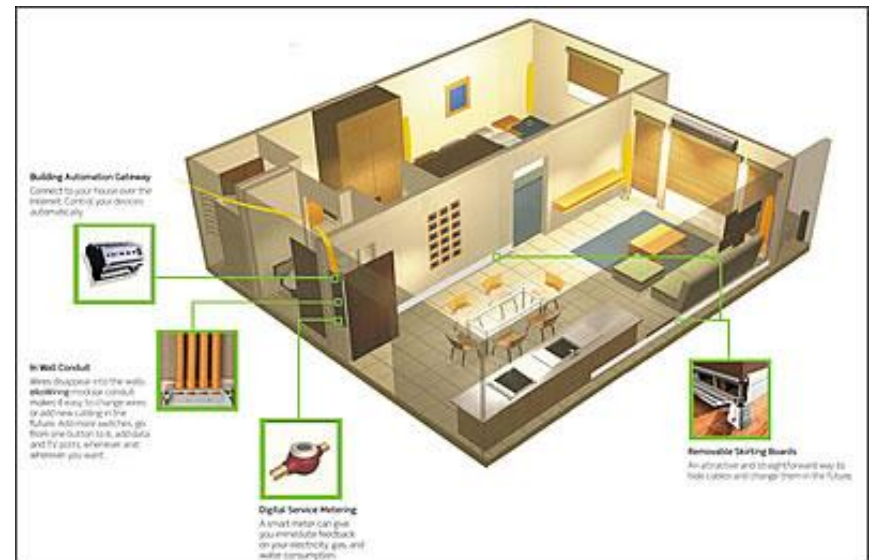 Building Automation Gateway
Connect to your house over the
Internet. Control your devices
automatically.
In Wall Conduit
Wires disappear into the walls.
ekoWiring modular conduit
makes it easy to change wires
or add new cabling in the
future. Add more switches, go
from one button to 6, add data
and TV ports, wherever and
whenever you want.
Digital Service Metering
A smart meter can give
you immediate feedback
on your electricity, gas, and
water consumption.
Removable Skirting Boards
An attractive and straightforward way to
hide cables and change them in the future.